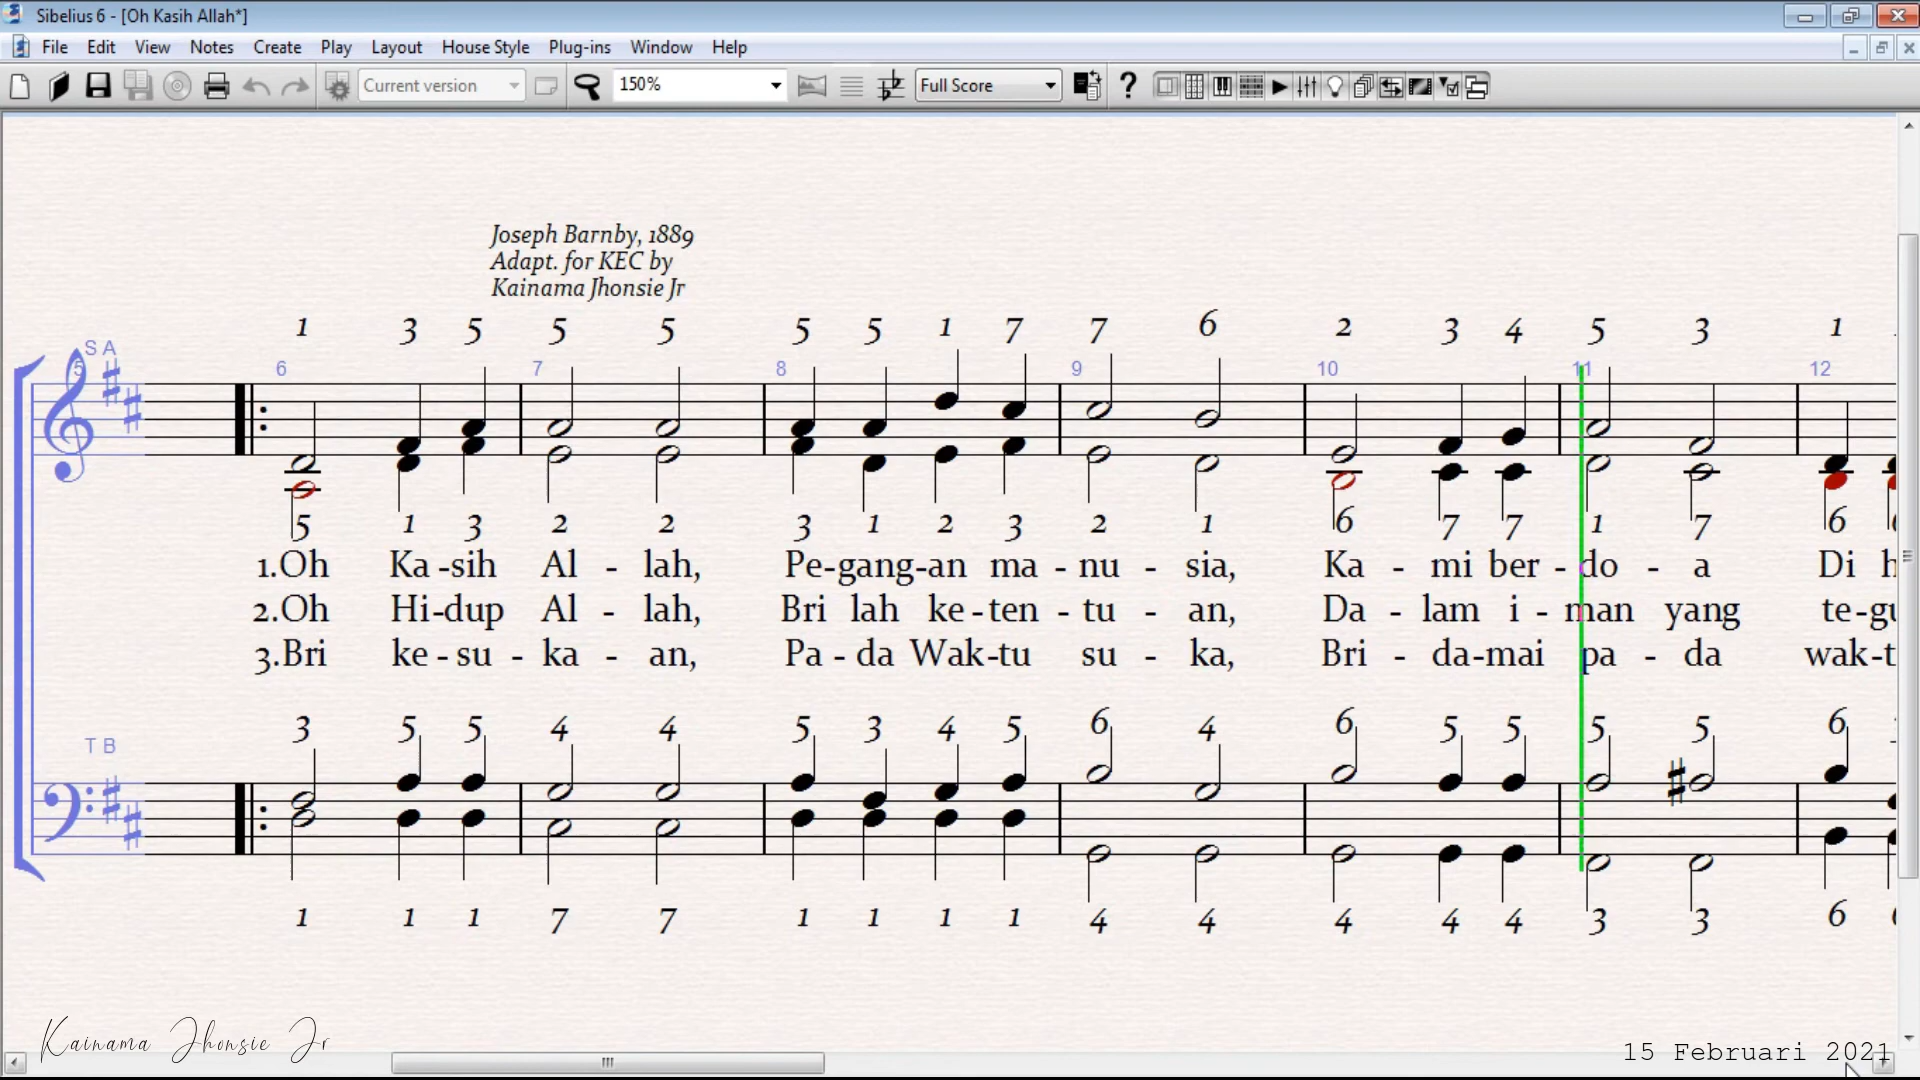 Sibelius 6 - [Oh Kasih Allah*]
File Edit View Notes Create Play Layout House Style Plug-ins Window Help
Current version 150% Full Score ?
Joseph Barnby, 1889
Adapt. for KEC by
Kainama Jhonsie Jr
1 3 5 5 5 5 5 1 7 7 6 2 3 4 5 3 1
S A
5 6 7 8 9 10 11 12
5 1 3 2 2 3 1 2 3 2 1 6 7 7 1 7 6
1.Oh Ka-sih Al - lah, Pe-gang-an ma - nu - sia, Ka - mi ber - do - a Di
2.Oh Hi-dup Al - lah, Bri lah ke-ten - tu - an, Da - lam i - man yang te-gu
3.Bri ke-su - ka - an, Pa-da Wak-tu su - ka, Bri - da-mai pa - da wak-t
3 5 5 4 4 5 3 4 5 6 4 6 5 5 5 5 6
T B
1 1 1 7 7 1 1 1 1 4 4 4 4 4 3 3 6
Kainama Jhonsie Jr
15 Februari 2021